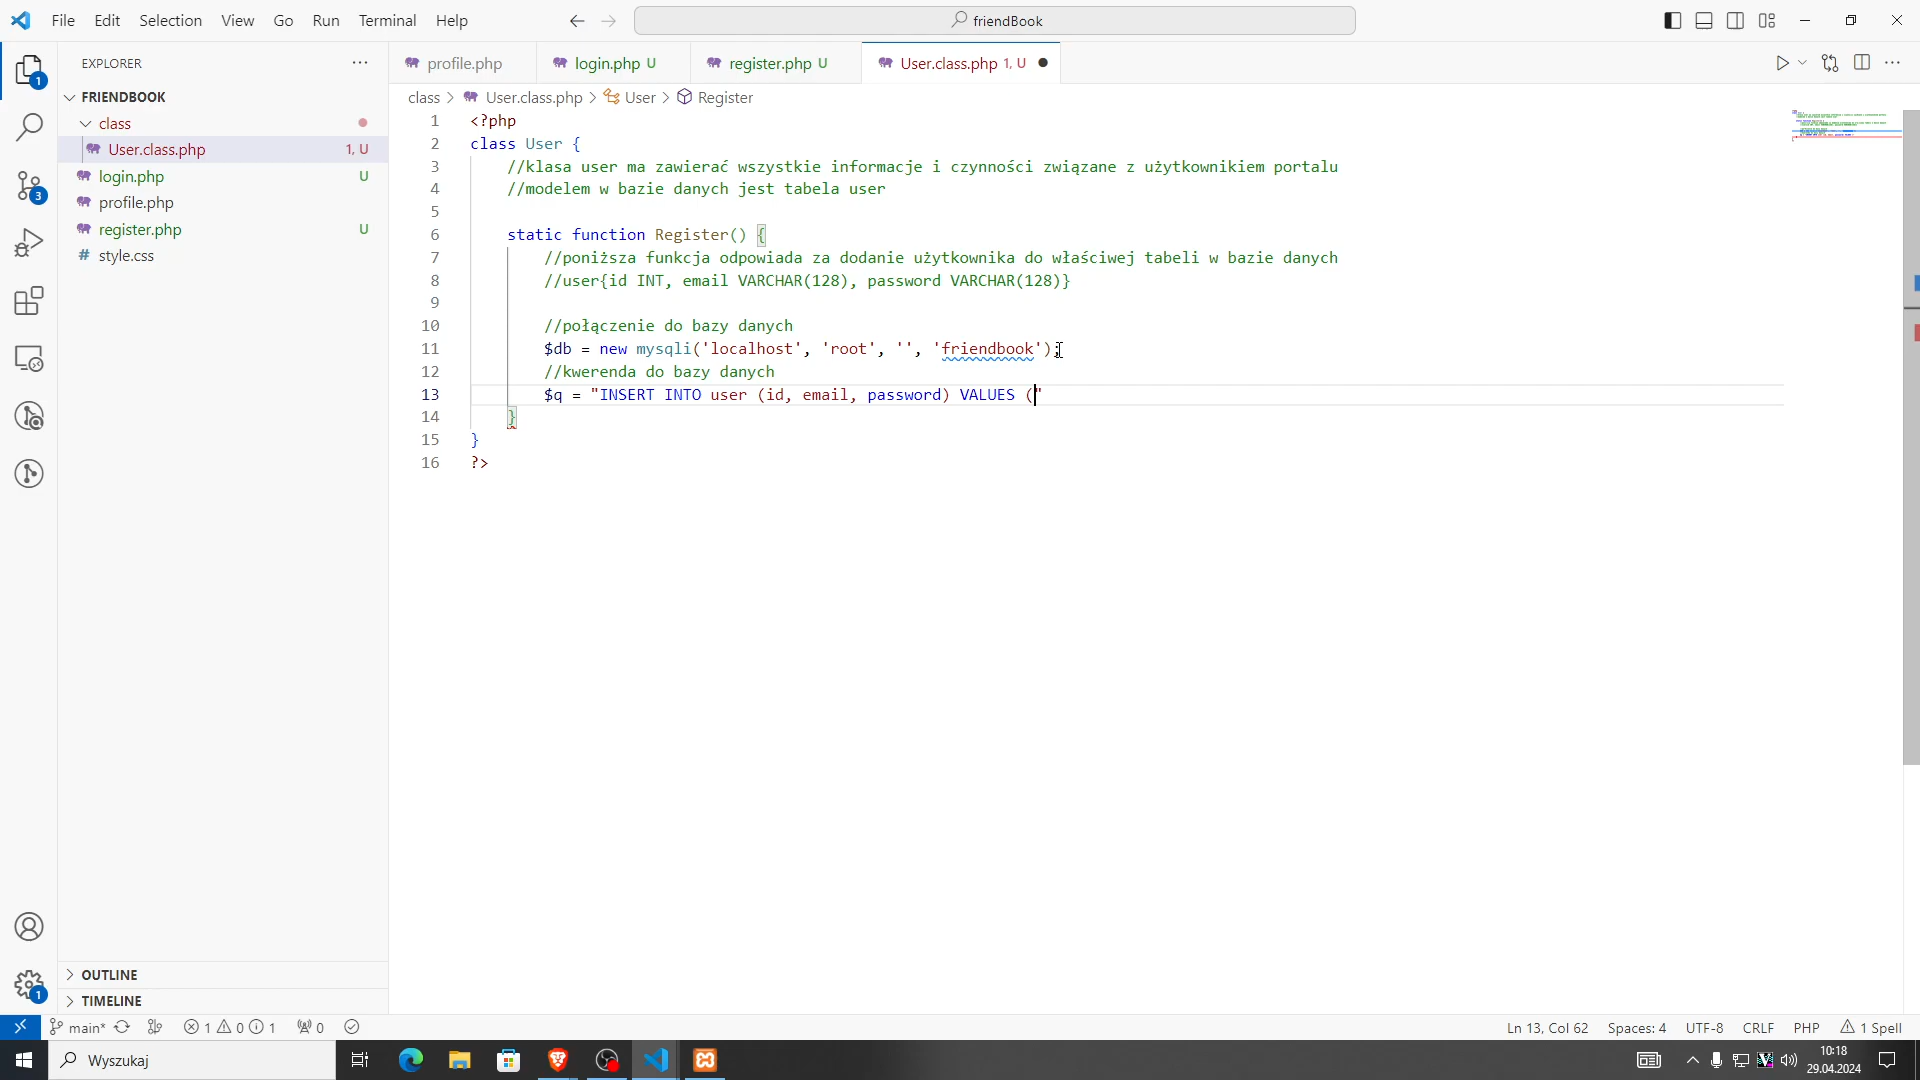 File Edit Selection View Go Run Terminal Help
friendBook
EXPLORER
profile.php
login.php U
register.php U
User.class.php 1, U
class > User.class.php > User > Register
FRIENDBOOK
class
User.class.php 1, U
login.php U
profile.php
register.php U
# style.css
1
3
1
1 <?php
2 class User {
3 //klasa user ma zawierać wszystkie informacje i czynności związane z użytkownikiem portalu
4 //modelem w bazie danych jest tabela user
5
6 static function Register() {
7 //poniższa funkcja odpowiada za dodanie użytkownika do właściwej tabeli w bazie danych
8 //user{id INT, email VARCHAR(128), password VARCHAR(128)}
9
10 //połączenie do bazy danych
11 $db = new mysqli('localhost', 'root', '', 'friendbook');
12 //kwerenda do bazy danych
13 $q = "INSERT INTO user (id, email, password) VALUES ("
14 }
15 }
16 ?>
OUTLINE
TIMELINE
main* 1 0 1 0
Ln 13, Col 62 Spaces: 4 UTF-8 CRLF PHP 1 Spell
Wyszukaj
10:18
29.04.2024